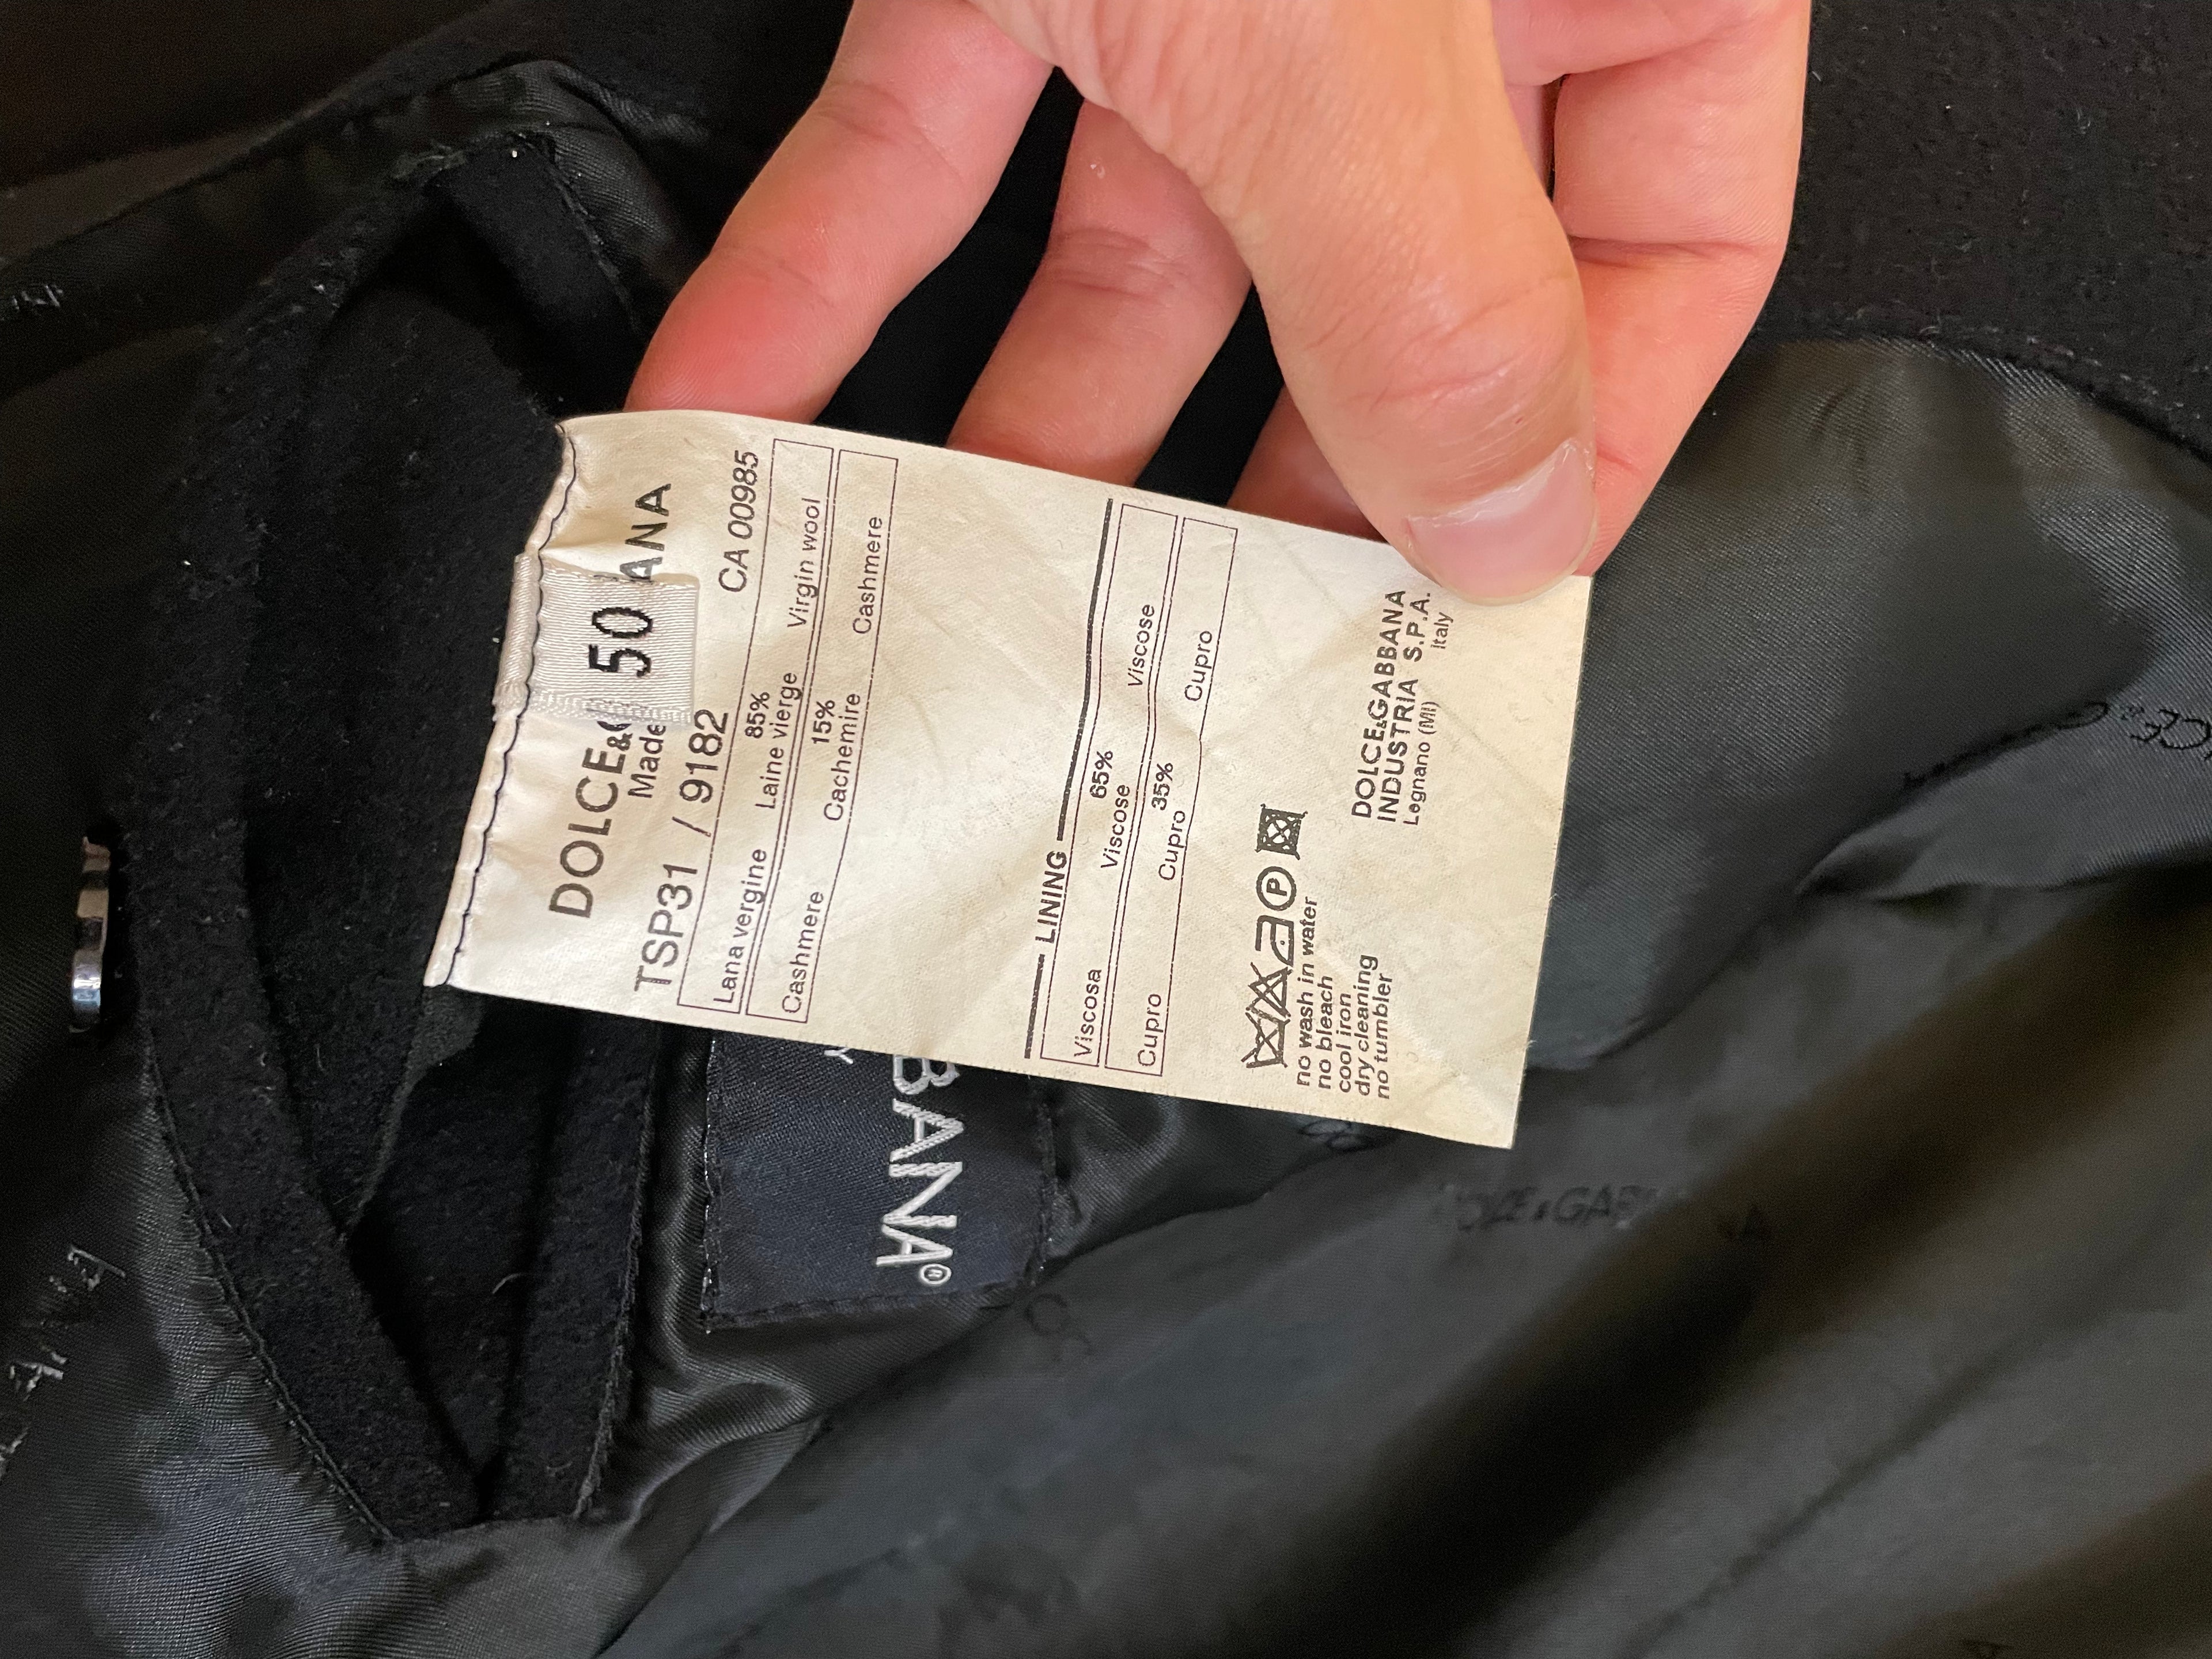 DOLCE& ANA
50
Made
TSP31 / 9182 CA 00985
85%
Lana vergine Laine vierge Virgin wool
15%
Cashmere Cachemire Cashmere
LINING
65%
Viscosa Viscose Viscose
35%
Cupro Cupro Cupro
P
no wash in water
no bleach
cool iron
dry cleaning
no tumbler
DOLCE&GABBANA
INDUSTRIA S.P.A.
Legnano (MI) Italy
BANA®
Y